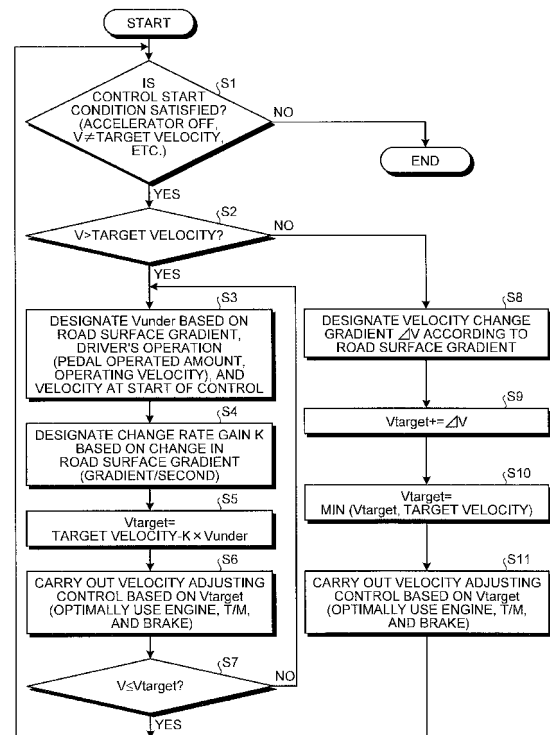 START
S1
IS
CONTROL START
CONDITION SATISFIED?
(ACCELERATOR OFF,
V≠TARGET VELOCITY,
ETC.)
NO
END
YES
S2
V>TARGET VELOCITY?
NO
YES
S3
DESIGNATE Vunder BASED ON
ROAD SURFACE GRADIENT,
DRIVER'S OPERATION
(PEDAL OPERATED AMOUNT,
OPERATING VELOCITY), AND
VELOCITY AT START OF CONTROL
S4
DESIGNATE CHANGE RATE GAIN K
BASED ON CHANGE IN
ROAD SURFACE GRADIENT
(GRADIENT/SECOND)
S5
Vtarget=
TARGET VELOCITY-K × Vunder
S6
CARRY OUT VELOCITY ADJUSTING
CONTROL BASED ON Vtarget
(OPTIMALLY USE ENGINE, T/M,
AND BRAKE)
S7
V≤Vtarget?
NO
YES
S8
DESIGNATE VELOCITY CHANGE
GRADIENT ⊿V ACCORDING TO
ROAD SURFACE GRADIENT
S9
Vtarget+=⊿V
S10
Vtarget=
MIN (Vtarget, TARGET VELOCITY)
S11
CARRY OUT VELOCITY ADJUSTING
CONTROL BASED ON Vtarget
(OPTIMALLY USE ENGINE, T/M,
AND BRAKE)